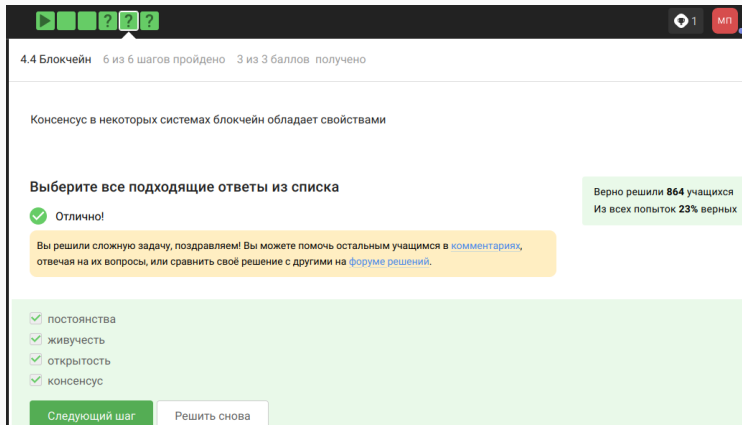 ? ? ?
1
МП
4.4 Блокчейн 6 из 6 шагов пройдено 3 из 3 баллов получено
Консенсус в некоторых системах блокчейн обладает свойствами
Выберите все подходящие ответы из списка
Отлично!
Вы решили сложную задачу, поздравляем! Вы можете помочь остальным учащимся в комментариях,
отвечая на их вопросы, или сравнить своё решение с другими на форуме решений.
Верно решили 864 учащихся
Из всех попыток 23% верных
постоянства
живучесть
открытость
консенсус
Следующий шаг Решить снова